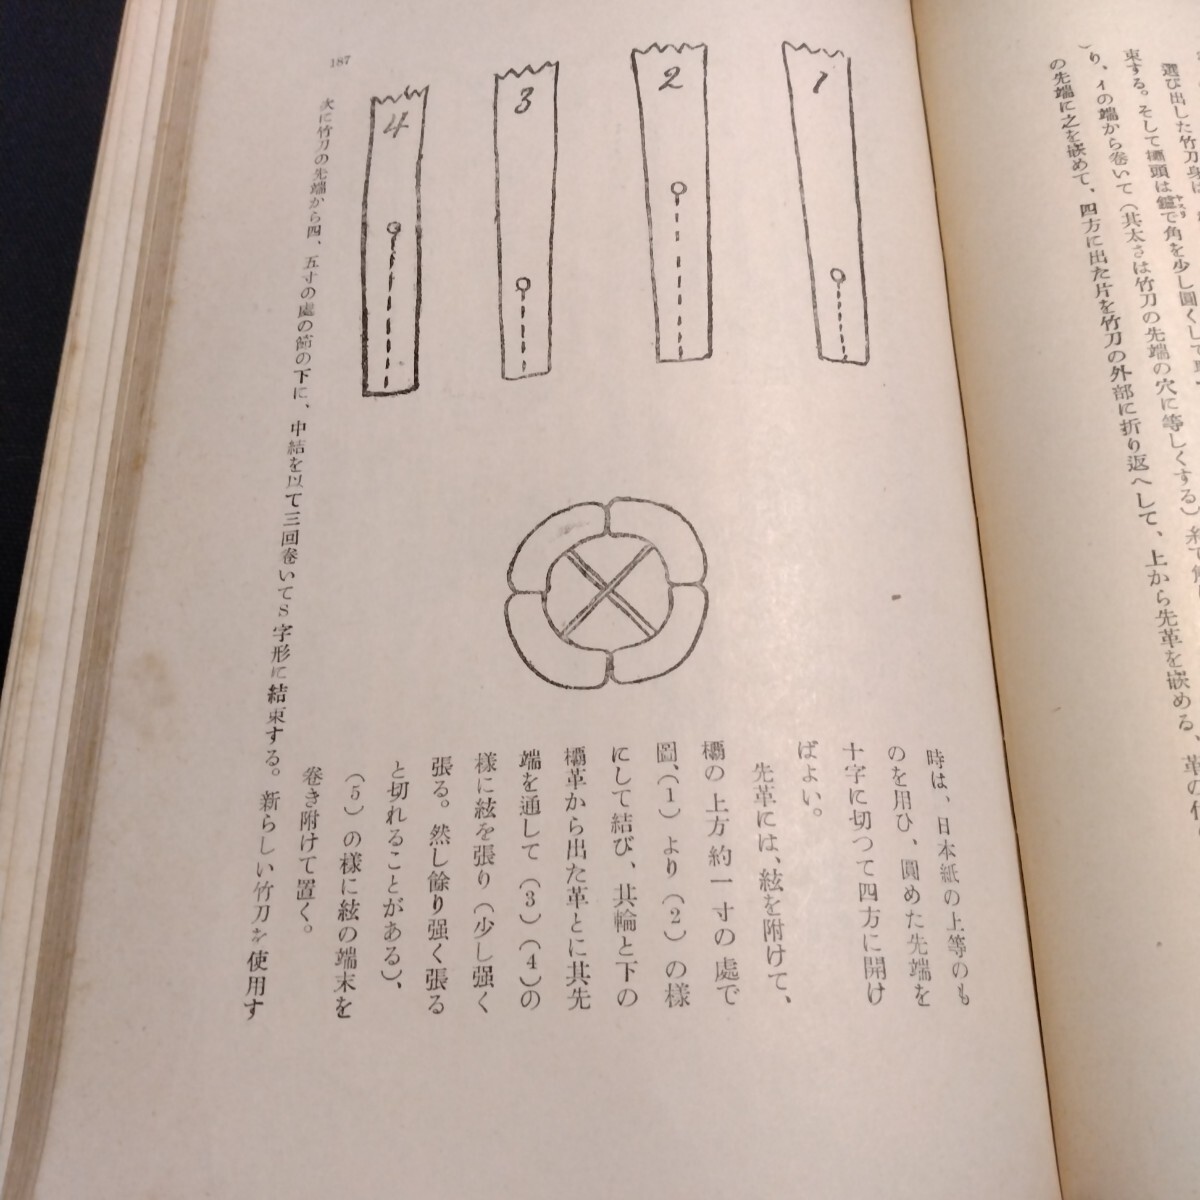 選び出した竹刀身は
束する。そして欛頭は鑢で角を少し圓くして
り、イの端から卷いて(其太さは竹刀の先端の穴に等しくする)
の先端に之を嵌めて、四方に出た片を竹刀の外部に折り返へして、上から先革を嵌める、革の
1
2
3
4
時は、日本紙の上等のも
のを用ひ、圓めた先端を
十字に切つて四方に開け
ばよい。
先革には、絃を附けて、
欛の上方約一寸の處で
圖、(1)より(2)の樣
にして結び、其輪と下の
欛革から出た革とに其先
端を通して(3)(4)の
樣に絃を張り(少し强く
張る。然し餘り强く張る
と切れることがある)、
(5)の樣に絃の端末を
卷き附けて置く。
次に竹刀の先端から四、五寸の處の節の下に、中結を以て三回卷いてS字形に結束する。新らしい竹刀を使用す
187